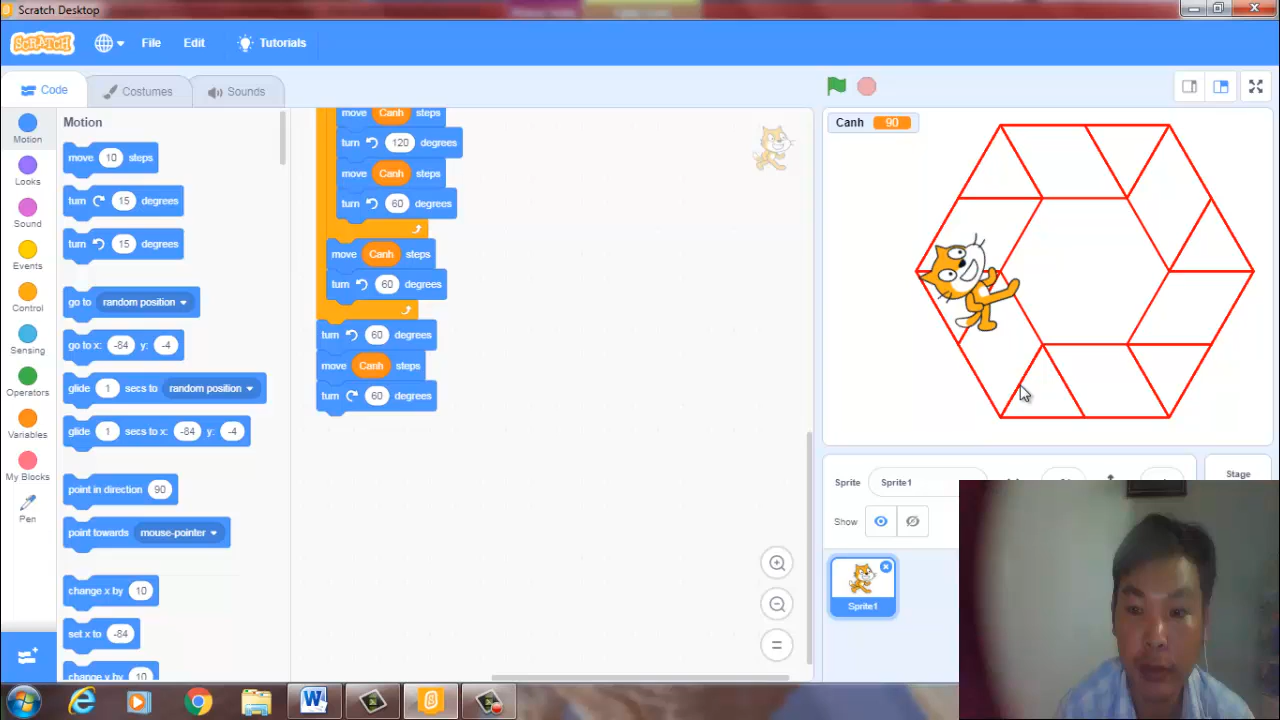 Scratch Desktop
SCRATCH File Edit Tutorials
Code Costumes Sounds
Motion
Looks
Sound
Events
Control
Sensing
Operators
Variables
My Blocks
Pen
Motion
move 10 steps
turn 15 degrees
turn 15 degrees
go to random position
go to x: -84 y: -4
glide 1 secs to random position
glide 1 secs to x: -84 y: -4
point in direction 90
point towards mouse-pointer
change x by 10
set x to -84
change y by 10
move Canh steps
turn 120 degrees
move Canh steps
turn 60 degrees
move Canh steps
turn 60 degrees
turn 60 degrees
move Canh steps
turn 60 degrees
Canh 90
Sprite Sprite1
Show
Sprite1
Stage